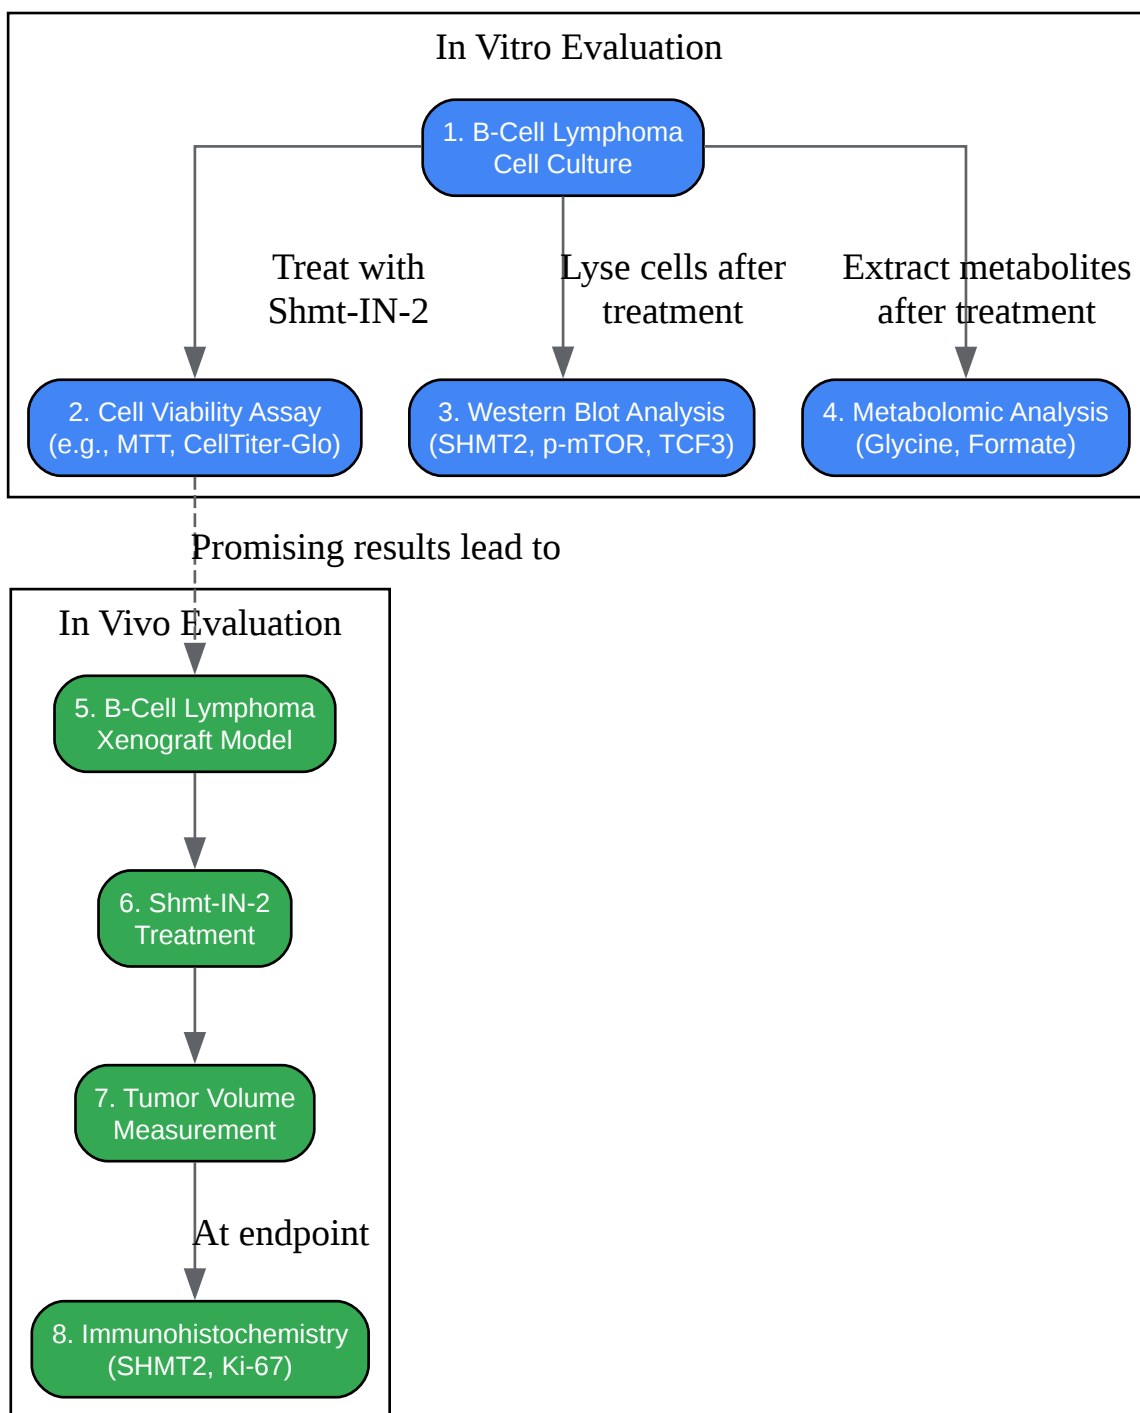 In Vitro Evaluation
1. B-Cell Lymphoma
Cell Culture
Treat with
Shmt-IN-2
Lyse cells after
treatment
Extract metabolites
after treatment
2. Cell Viability Assay
(e.g., MTT, CellTiter-Glo)
3. Western Blot Analysis
(SHMT2, p-mTOR, TCF3)
4. Metabolomic Analysis
(Glycine, Formate)
Promising results lead to
In Vivo Evaluation
5. B-Cell Lymphoma
Xenograft Model
6. Shmt-IN-2
Treatment
7. Tumor Volume
Measurement
At endpoint
8. Immunohistochemistry
(SHMT2, Ki-67)